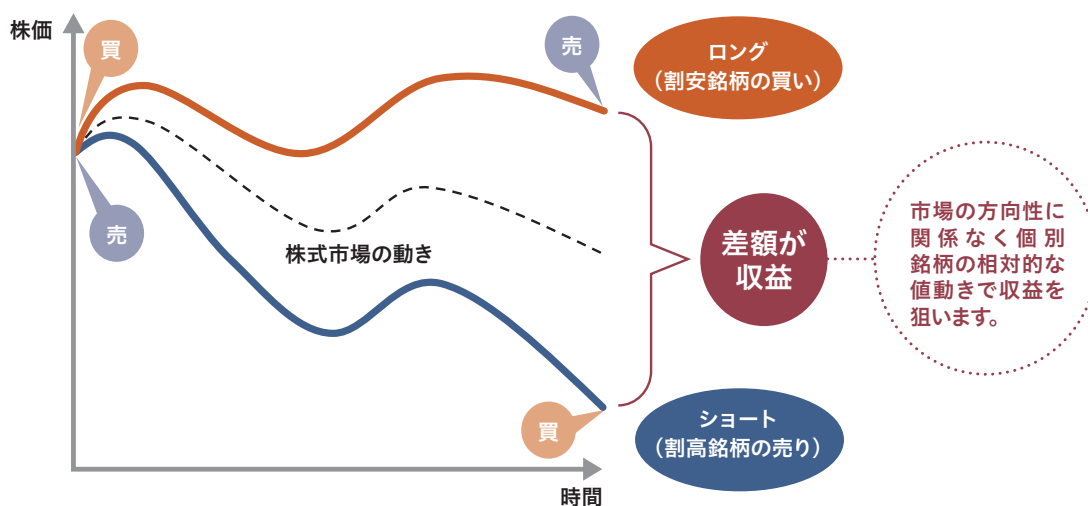 株価
買
売
ロング
（割安銘柄の買い）
売
株式市場の動き
差額が
収益
市場の方向性に
関係なく個別
銘柄の相対的な
値動きで収益を
狙います。
買
ショート
（割高銘柄の売り）
時間